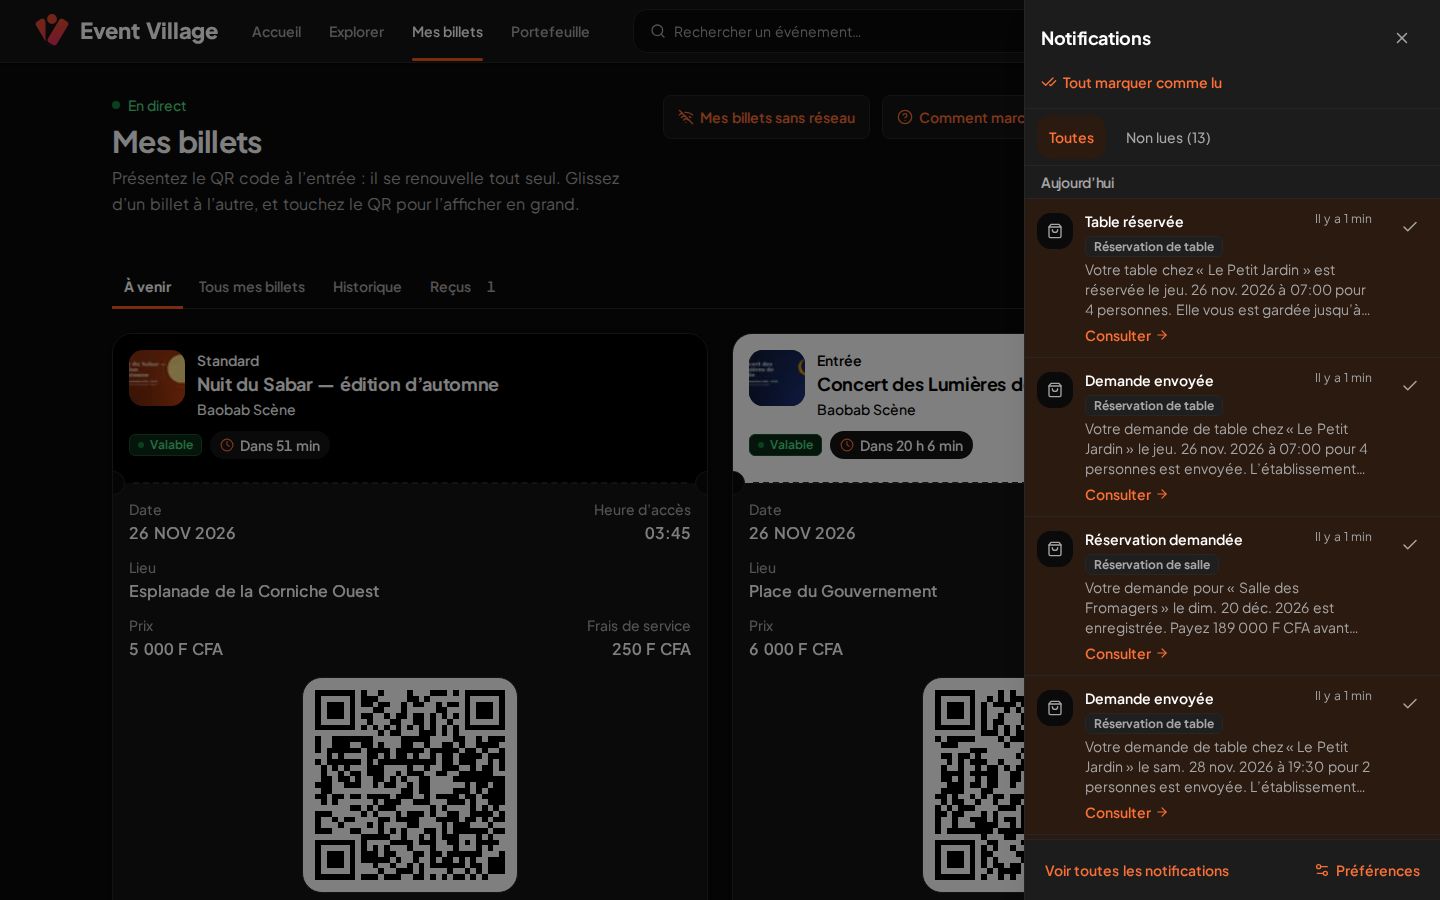 Event Village
Accueil
Explorer
Mes billets
Portefeuille
Rechercher un événement...
En direct
Mes billets
Présentez le QR code à l'entrée : il se renouvelle tout seul. Glissez
d'un billet à l'autre, et touchez le QR pour l'afficher en grand.
Mes billets sans réseau
Comment marc
À venir
Tous mes billets
Historique
Reçus 1
Standard
Nuit du Sabar — édition d'automne
Baobab Scène
Valable
Dans 51 min
Date
Heure d'accès
26 NOV 2026
03:45
Lieu
Esplanade de la Corniche Ouest
Prix
Frais de service
5 000 F CFA
250 F CFA
Entrée
Concert des Lumières d
Baobab Scène
Valable
Dans 20 h 6 min
Date
26 NOV 2026
Lieu
Place du Gouvernement
Prix
6 000 F CFA
Notifications
Tout marquer comme lu
Toutes
Non lues (13)
Aujourd'hui
Table réservée
Il y a 1 min
Réservation de table
Votre table chez « Le Petit Jardin » est
réservée le jeu. 26 nov. 2026 à 07:00 pour
4 personnes. Elle vous est gardée jusqu'à...
Consulter →
Demande envoyée
Il y a 1 min
Réservation de table
Votre demande de table chez « Le Petit
Jardin » le jeu. 26 nov. 2026 à 07:00 pour 4
personnes est envoyée. L'établissement...
Consulter →
Réservation demandée
Il y a 1 min
Réservation de salle
Votre demande pour « Salle des
Fromagers » le dim. 20 déc. 2026 est
enregistrée. Payez 189 000 F CFA avant...
Consulter →
Demande envoyée
Il y a 1 min
Réservation de table
Votre demande de table chez « Le Petit
Jardin » le sam. 28 nov. 2026 à 19:30 pour 2
personnes est envoyée. L'établissement...
Consulter →
Voir toutes les notifications
Préférences